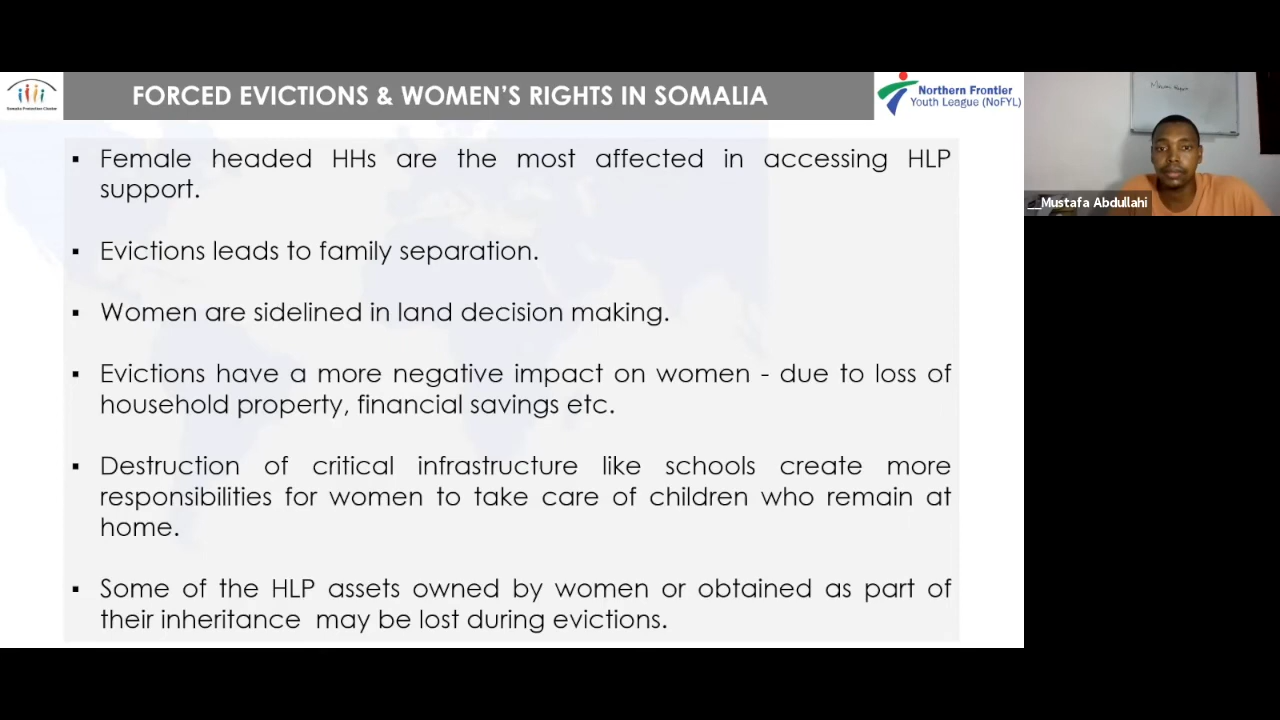 FORCED EVICTIONS & WOMEN'S RIGHTS IN SOMALIA
Somalia Protection Cluster
Northern Frontier
Youth League (NoFYL)
▪ Female headed HHs are the most affected in accessing HLP
support.
▪ Evictions leads to family separation.
▪ Women are sidelined in land decision making.
▪ Evictions have a more negative impact on women - due to loss of
household property, financial savings etc.
▪ Destruction of critical infrastructure like schools create more
responsibilities for women to take care of children who remain at
home.
▪ Some of the HLP assets owned by women or obtained as part of
their inheritance may be lost during evictions.
__Mustafa Abdullahi